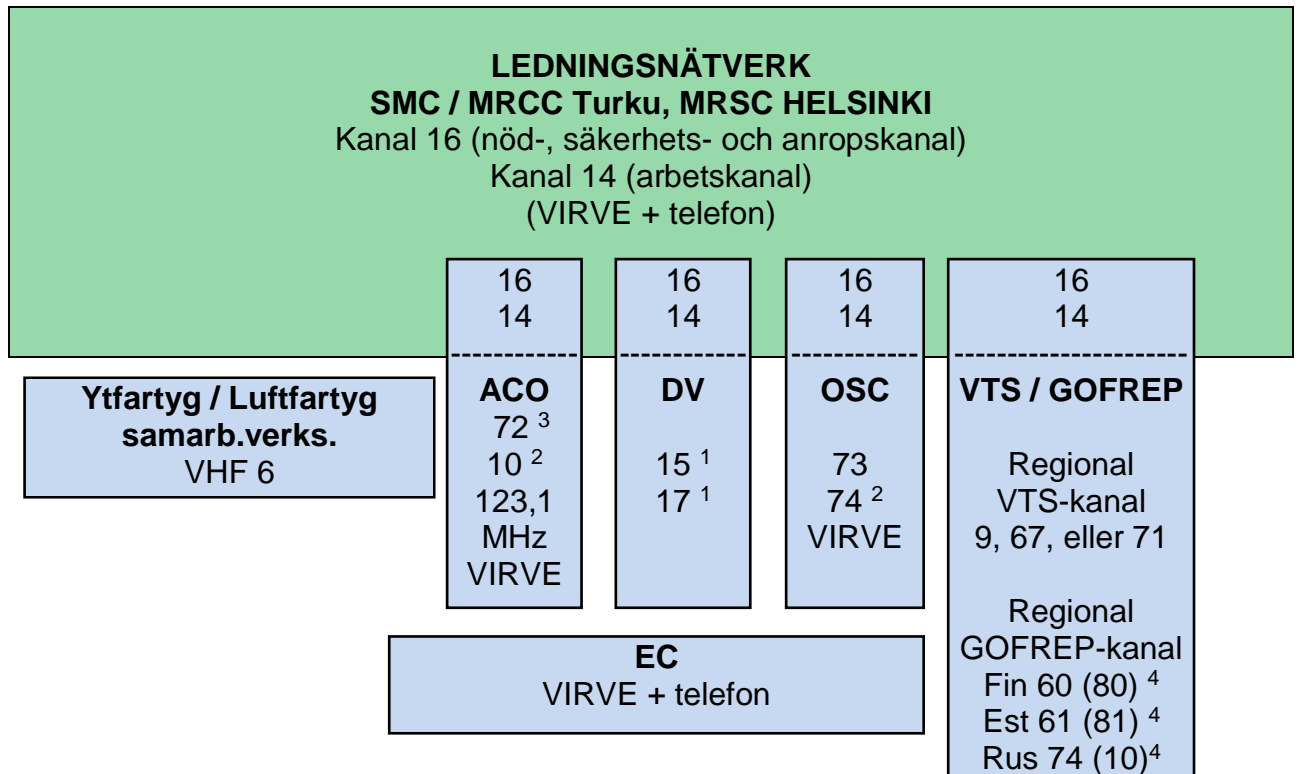 LEDNINGSNÄTVERK
SMC / MRCC Turku, MRSC HELSINKI
Kanal 16 (nöd-, säkerhets- och anropskanal)
Kanal 14 (arbetskanal)
(VIRVE + telefon)
16
14
----------------
ACO
72 ³
10 ²
123,1
MHz
VIRVE
16
14
----------------
DV
15 ¹
17 ¹
16
14
----------------
OSC
73
74 ²
VIRVE
16
14
----------------------------
VTS / GOFREP
Regional
VTS-kanal
9, 67, eller 71
Regional
GOFREP-kanal
Fin 60 (80) ⁴
Est 61 (81) ⁴
Rus 74 (10)⁴
Ytfartyg / Luftfartyg
samarb.verks.
VHF 6
EC
VIRVE + telefon